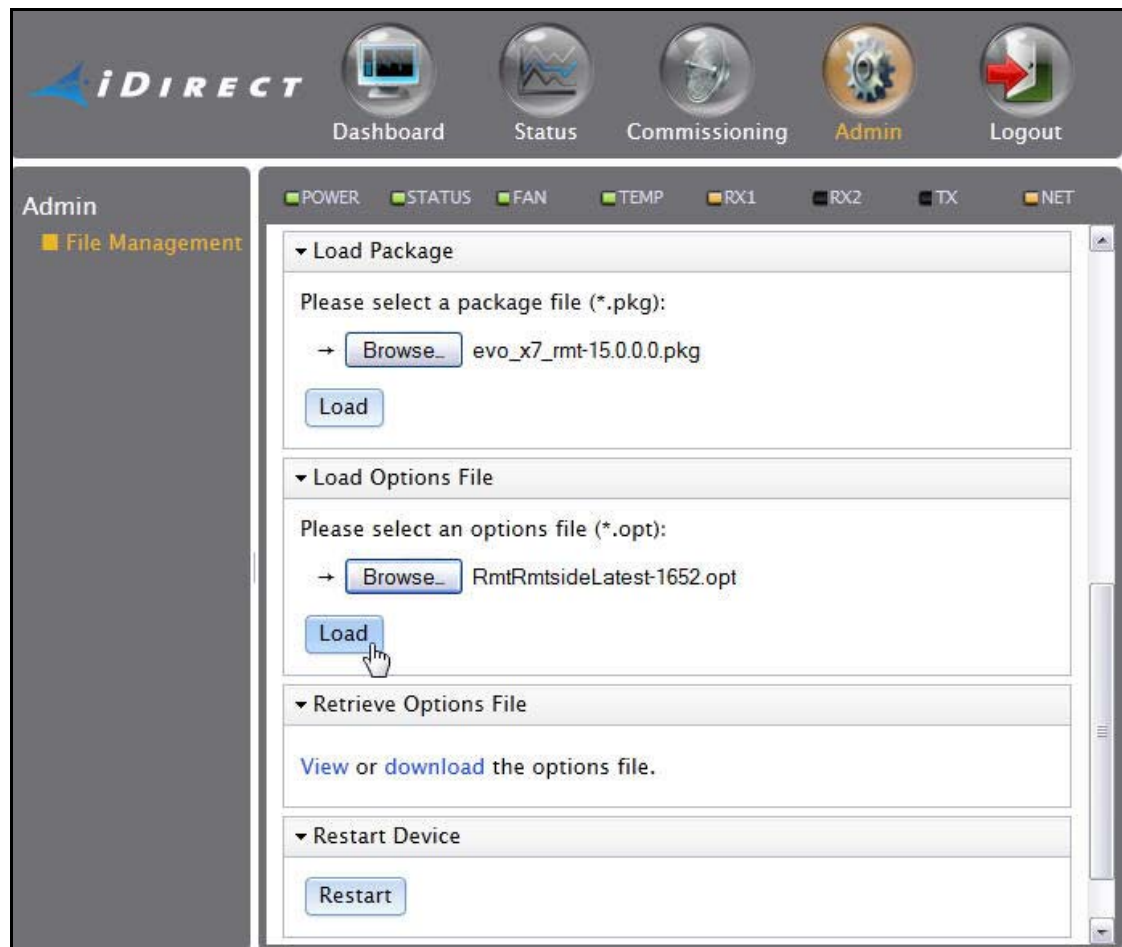 iDIRECT
Dashboard Status Commissioning Admin Logout
Admin
File Management
POWER STATUS FAN TEMP RX1 RX2 TX NET
Load Package
Please select a package file (*.pkg):
→ Browse... evo_x7_rmt-15.0.0.0.pkg
Load
Load Options File
Please select an options file (*.opt):
→ Browse... RmtRmtsideLatest-1652.opt
Load
Retrieve Options File
View or download the options file.
Restart Device
Restart